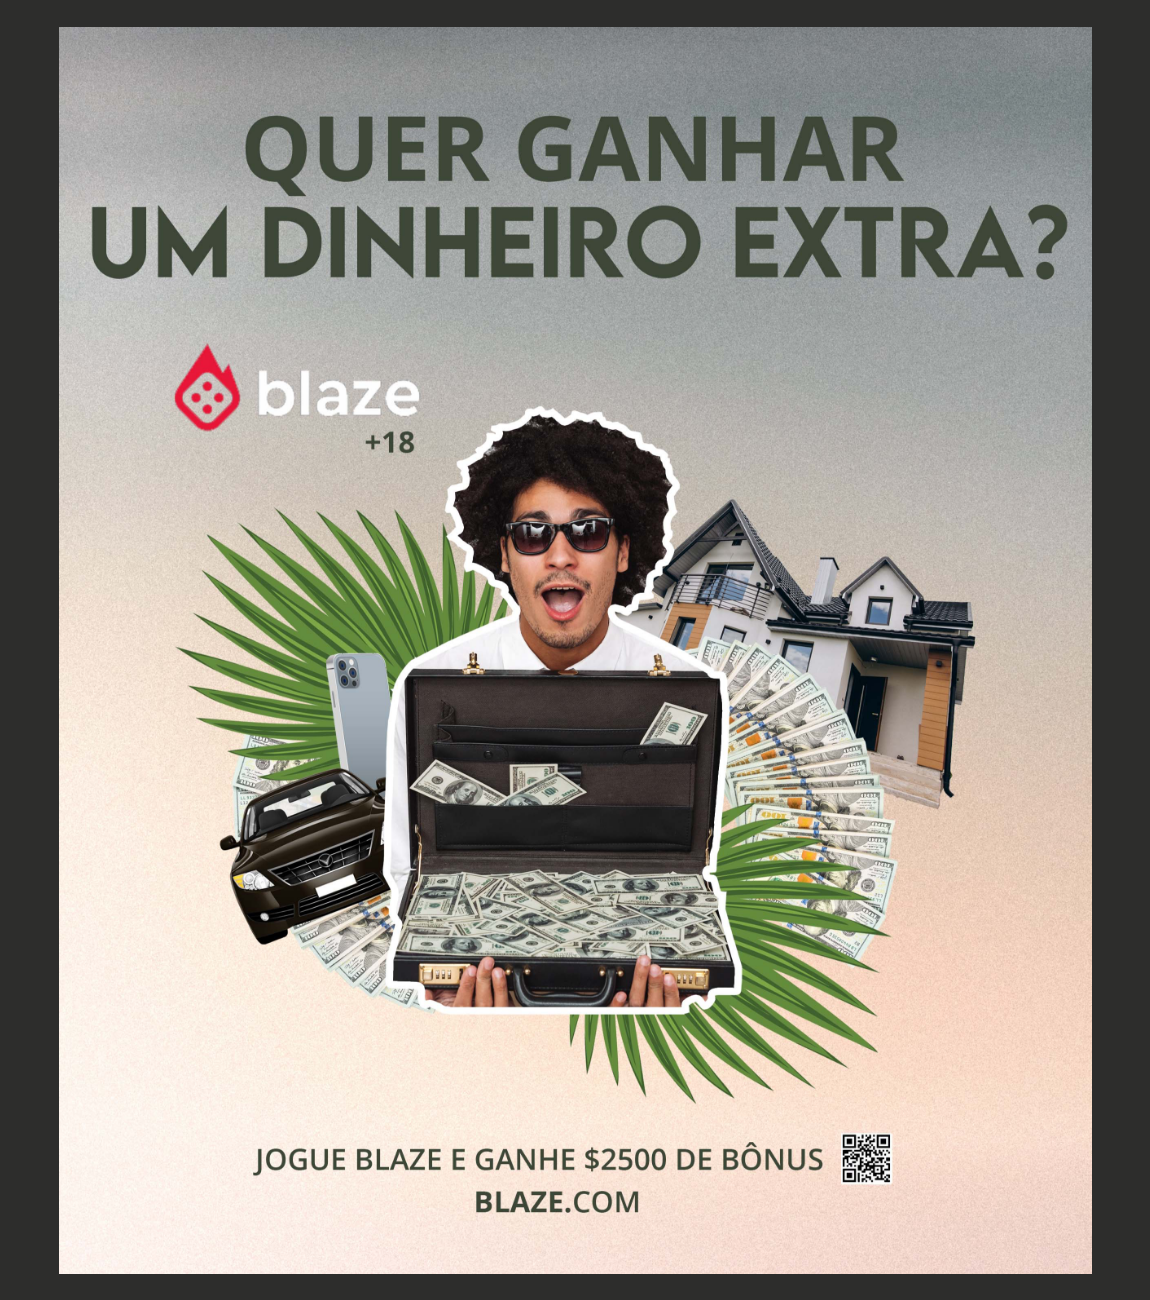 QUER GANHAR
UM DINHEIRO EXTRA?
blaze
+18
JOGUE BLAZE E GANHE $2500 DE BÔNUS
BLAZE.COM